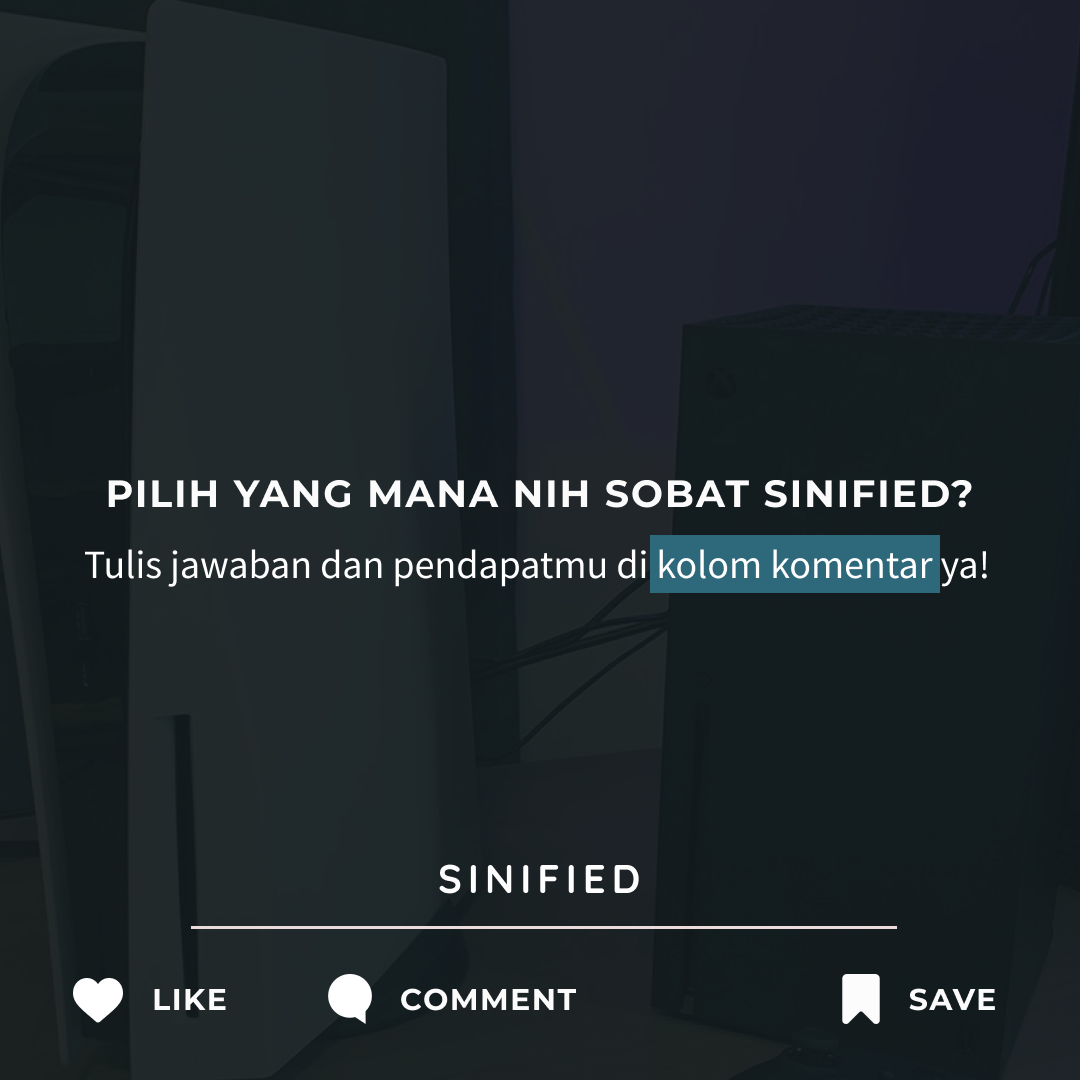 PILIH YANG MANA NIH SOBAT SINIFIED?
Tulis jawaban dan pendapatmu di kolom komentar ya!
SINIFIED
LIKE COMMENT SAVE